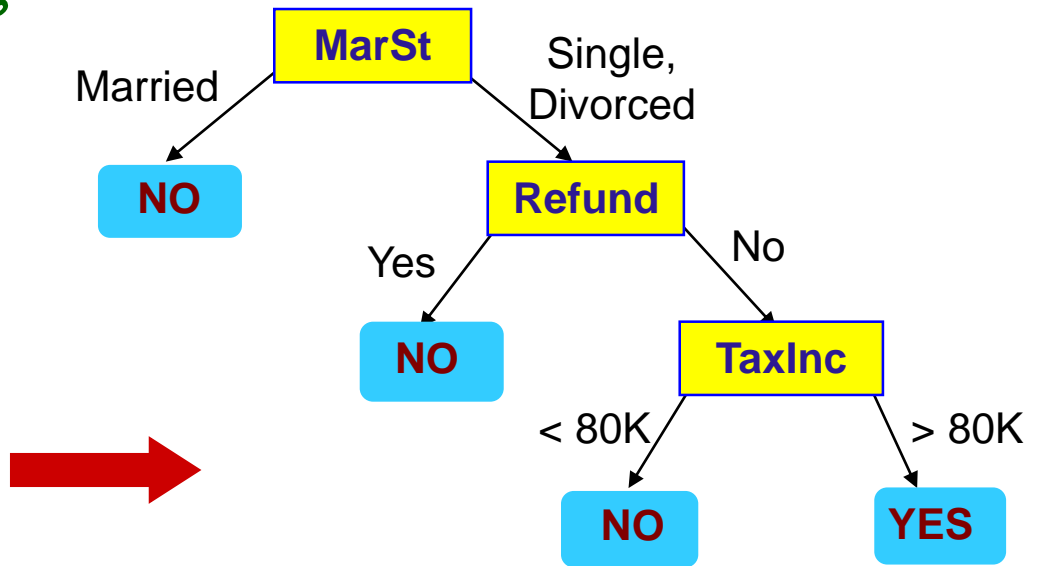 MarSt
Married
Single,
Divorced
NO
Refund
Yes
No
NO
TaxInc
< 80K
> 80K
NO
YES